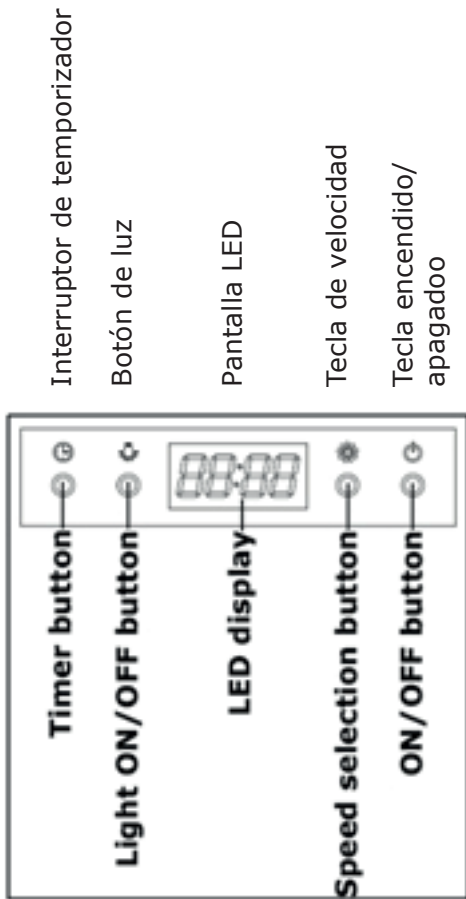 Timer button
Light ON/OFF button
LED display
88:88
Speed selection button
ON/OFF button
Interruptor de temporizador
Botón de luz
Pantalla LED
Tecla de velocidad
Tecla encendido/
apagadoo